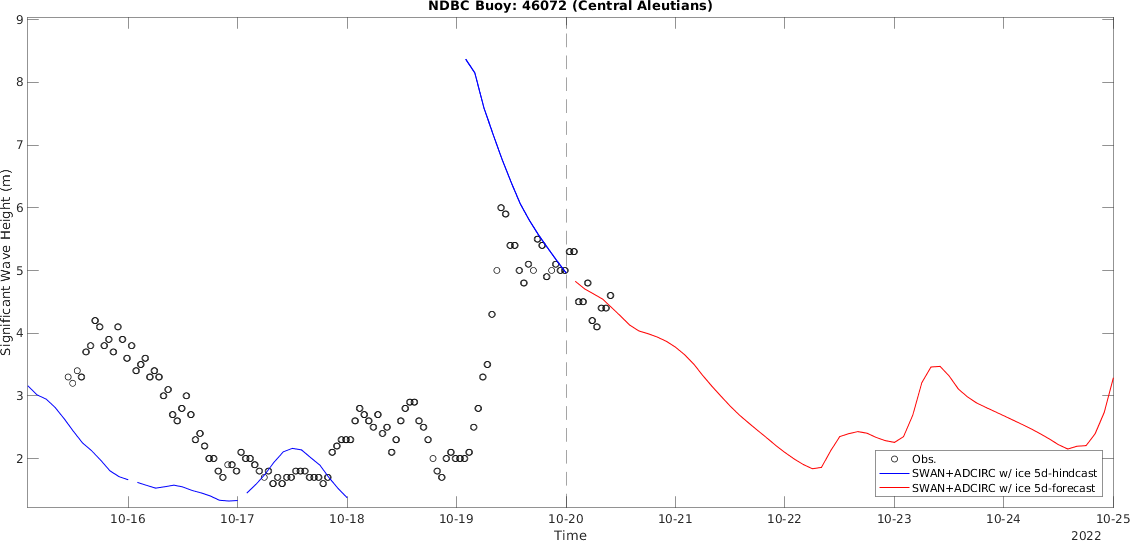 NDBC Buoy: 46072 (Central Aleutians)
9
8
7
6
5
4
3
2
Significant Wave Height (m)
Obs.
SWAN+ADCIRC w/ ice 5d-hindcast
SWAN+ADCIRC w/ ice 5d-forecast
10-16 10-17 10-18 10-19 10-20 10-21 10-22 10-23 10-24 10-25
Time
2022